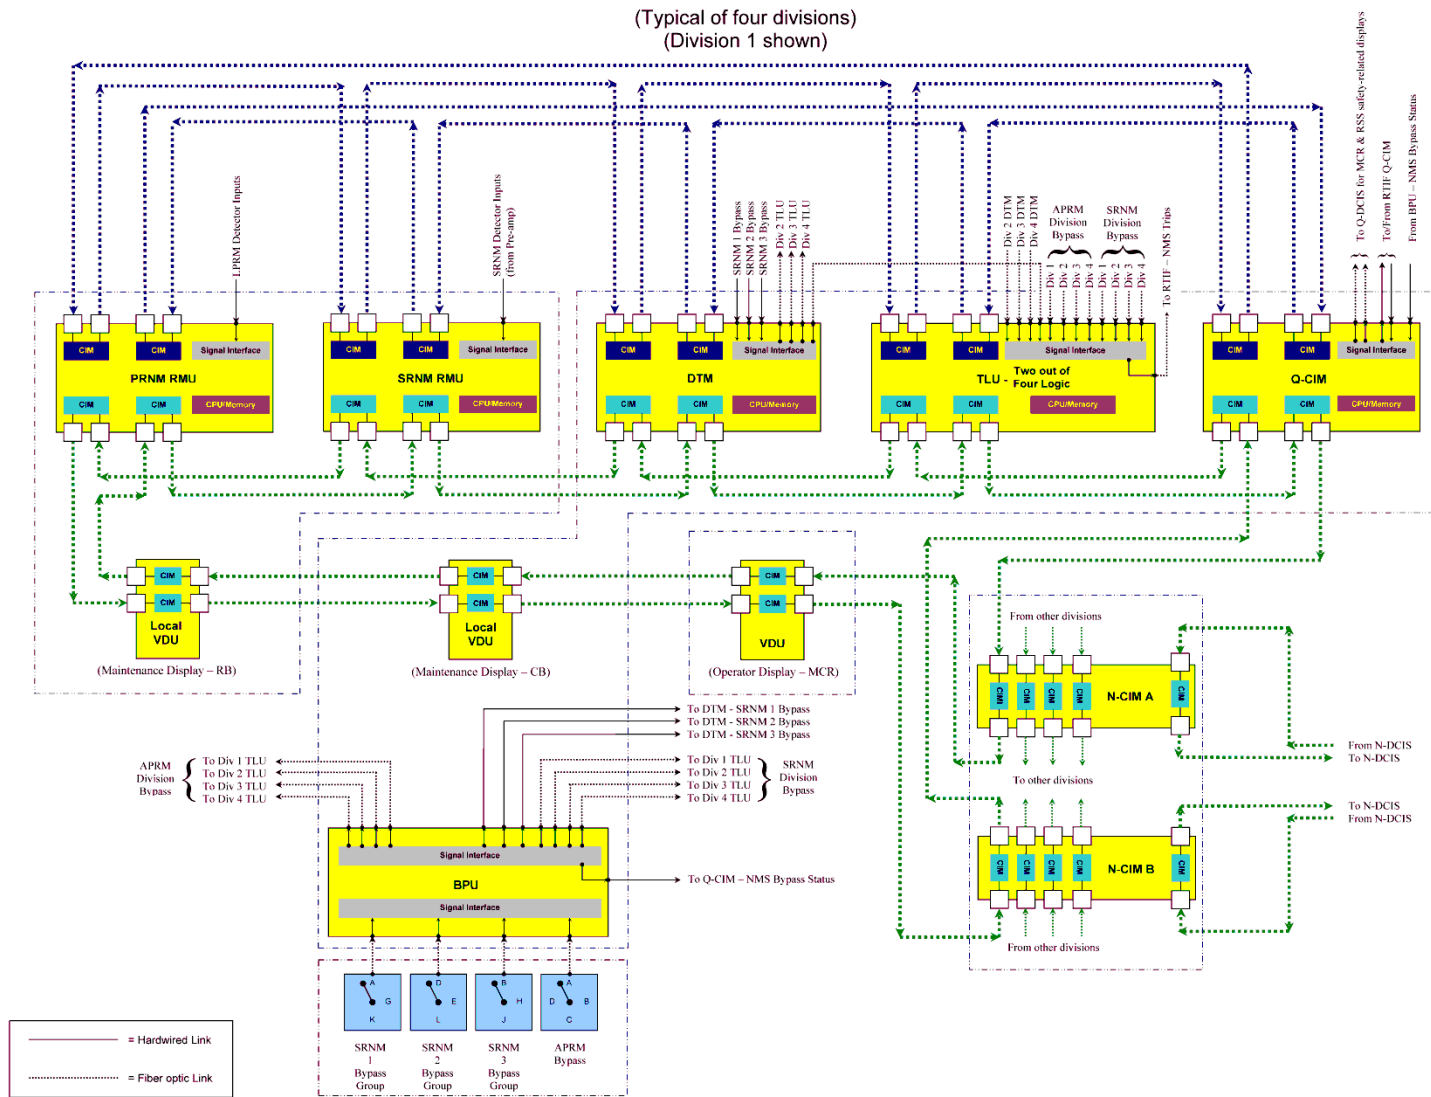 (Typical of four divisions)
(Division 1 shown)
LPRM Detector Inputs
SRNM Detector Inputs
(from Pre-amp)
SRNM 1 Bypass
SRNM 2 Bypass
SRNM 3 Bypass
Div 2 TLU
Div 3 TLU
Div 4 TLU
Div 2 DTM
Div 3 DTM
Div 4 DTM
APRM
Division
Bypass
Div 1
Div 2
Div 3
Div 4
SRNM
Division
Bypass
Div 1
Div 2
Div 3
Div 4
To RTIF – NMS Trips
To Q-DCIS for MCR & RSS safety-related displays
To/From RTIF Q-CIM
From BPU – NMS Bypass Status
CIM
CIM
Signal Interface
PRNM RMU
CIM
CIM
CPU/Memory
CIM
CIM
Signal Interface
SRNM RMU
CIM
CIM
CPU/Memory
CIM
CIM
Signal Interface
DTM
CIM
CIM
CPU/Memory
CIM
CIM
Signal Interface
TLU - Two out of
Four Logic
CIM
CIM
CPU/Memory
CIM
CIM
Signal Interface
Q-CIM
CIM
CIM
CPU/Memory
CIM
CIM
Local
VDU
(Maintenance Display – RB)
CIM
CIM
Local
VDU
(Maintenance Display – CB)
CIM
CIM
VDU
(Operator Display – MCR)
From other divisions
CIM
CIM
CIM
CIM
N-CIM A
CIM
To other divisions
From N-DCIS
To N-DCIS
To N-DCIS
From N-DCIS
CIM
CIM
CIM
CIM
N-CIM B
CIM
From other divisions
To DTM - SRNM 1 Bypass
To DTM - SRNM 2 Bypass
To DTM - SRNM 3 Bypass
APRM
Division
Bypass
To Div 1 TLU
To Div 2 TLU
To Div 3 TLU
To Div 4 TLU
To Div 1 TLU
To Div 2 TLU
To Div 3 TLU
To Div 4 TLU
SRNM
Division
Bypass
Signal Interface
BPU
To Q-CIM – NMS Bypass Status
Signal Interface
A
G
K
D
E
L
B
H
J
A
D
B
C
SRNM
1
Bypass
Group
SRNM
2
Bypass
Group
SRNM
3
Bypass
Group
APRM
Bypass
= Hardwired Link
= Fiber optic Link